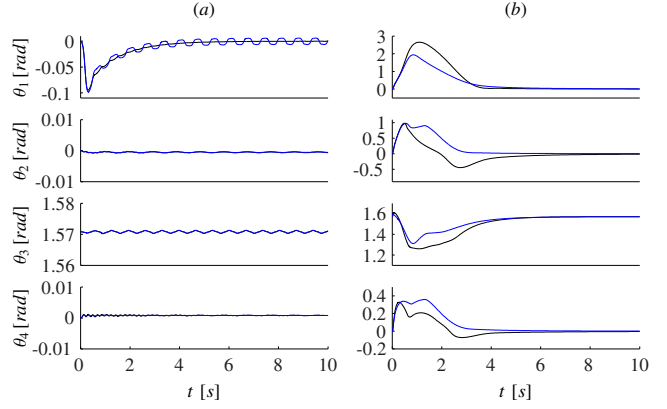 (a)
(b)
θ1 [rad]
0
-0.05
-0.1
3
2
1
0
θ2 [rad]
0.01
0
-0.01
1
0
-0.5
θ3 [rad]
1.58
1.57
1.56
1.6
1.4
1.2
θ4 [rad]
0.01
0
-0.01
0.4
0.2
0
-0.2
0 2 4 6 8 10
0 2 4 6 8 10
t [s]
t [s]